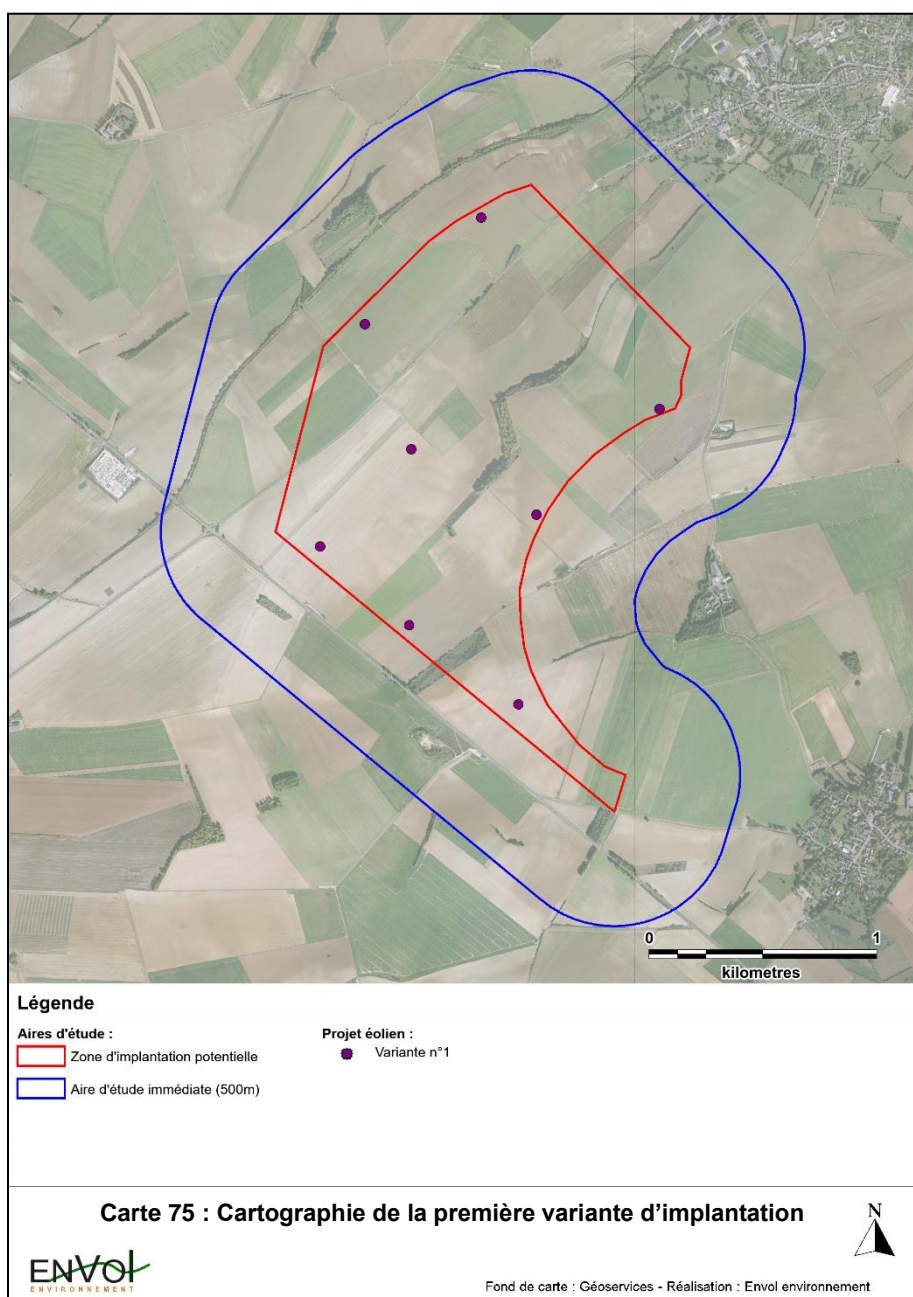 0 1
kilometres
Légende
Aires d'étude :
Zone d'implantation potentielle
Aire d'étude immédiate (500m)
Projet éolien :
Variante n°1
Carte 75 : Cartographie de la première variante d'implantation
N
ENVOl
ENVIRONNEMENT
Fond de carte : Géoservices - Réalisation : Envol environnement